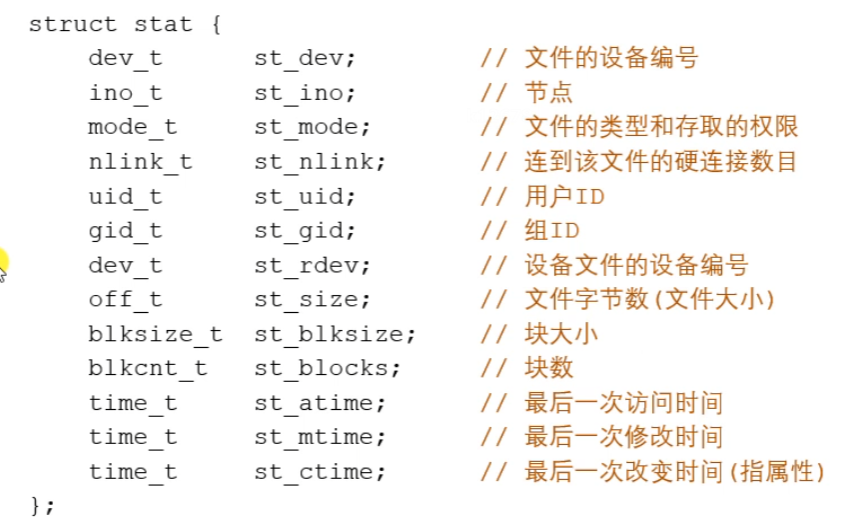 struct stat {
    dev_t      st_dev;        // 文件的设备编号
    ino_t      st_ino;        // 节点
    mode_t     st_mode;       // 文件的类型和存取的权限
    nlink_t    st_nlink;      // 连到该文件的硬连接数目
    uid_t      st_uid;        // 用户ID
    gid_t      st_gid;        // 组ID
    dev_t      st_rdev;       // 设备文件的设备编号
    off_t      st_size;       // 文件字节数(文件大小)
    blksize_t  st_blksize;    // 块大小
    blkcnt_t   st_blocks;     // 块数
    time_t     st_atime;      // 最后一次访问时间
    time_t     st_mtime;      // 最后一次修改时间
    time_t     st_ctime;      // 最后一次改变时间(指属性)
};